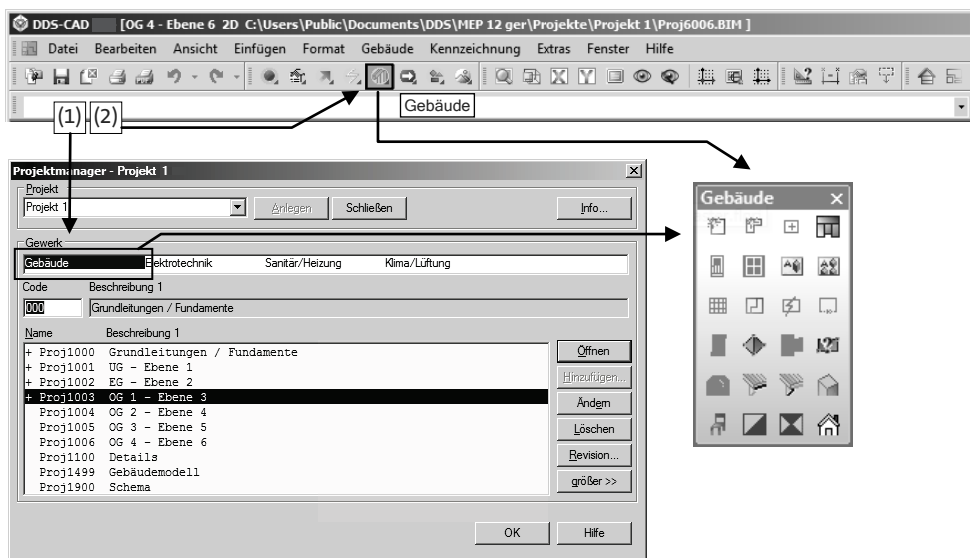 DDS-CAD [OG 4 - Ebene 6 2D C:\Users\Public\Documents\DDS\MEP 12 ger\Projekte\Projekt 1\Proj6006.BIM ]
Datei Bearbeiten Ansicht Einfügen Format Gebäude Kennzeichnung Extras Fenster Hilfe
Gebäude
(1) (2)
Projektmanager - Projekt 1
Projekt
Projekt 1 Anlegen Schließen Info...
Gewerk
Gebäude Elektrotechnik Sanitär/Heizung Klima/Lüftung
Code Beschreibung 1
000 Grundleitungen / Fundamente
Name Beschreibung 1
+ Proj1000 Grundleitungen / Fundamente
+ Proj1001 UG - Ebene 1
+ Proj1002 EG - Ebene 2
+ Proj1003 OG 1 - Ebene 3
Proj1004 OG 2 - Ebene 4
Proj1005 OG 3 - Ebene 5
Proj1006 OG 4 - Ebene 6
Proj1100 Details
Proj1499 Gebäudemodell
Proj1900 Schema
Öffnen
Hinzufügen...
Ändern
Löschen
Revision...
größer >>
OK Hilfe
Gebäude